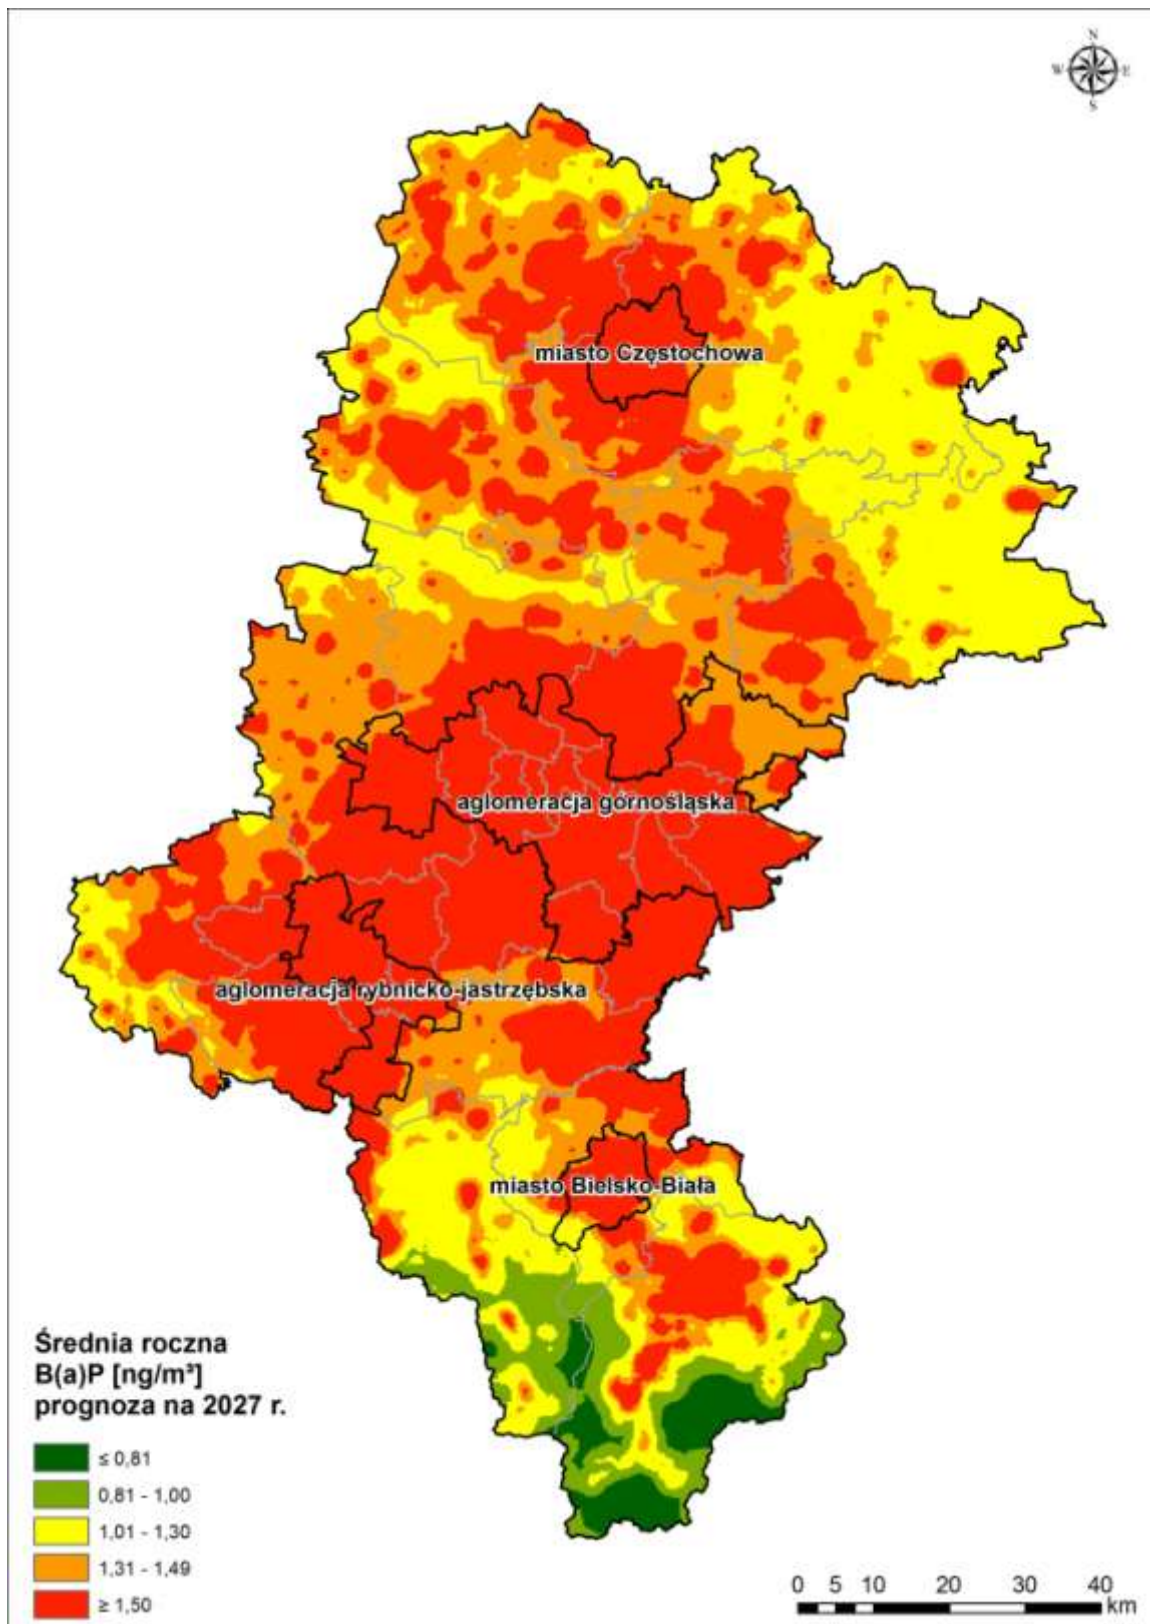 N
W E
S
miasto Częstochowa
aglomeracja górnośląska
aglomeracja rybnicko-jastrzębska
miasto Bielsko-Biała
Średnia roczna
B(a)P [ng/m³]
prognoza na 2027 r.
≤ 0,81
0,81 - 1,00
1,01 - 1,30
1,31 - 1,49
≥ 1,50
0 5 10 20 30 40
km